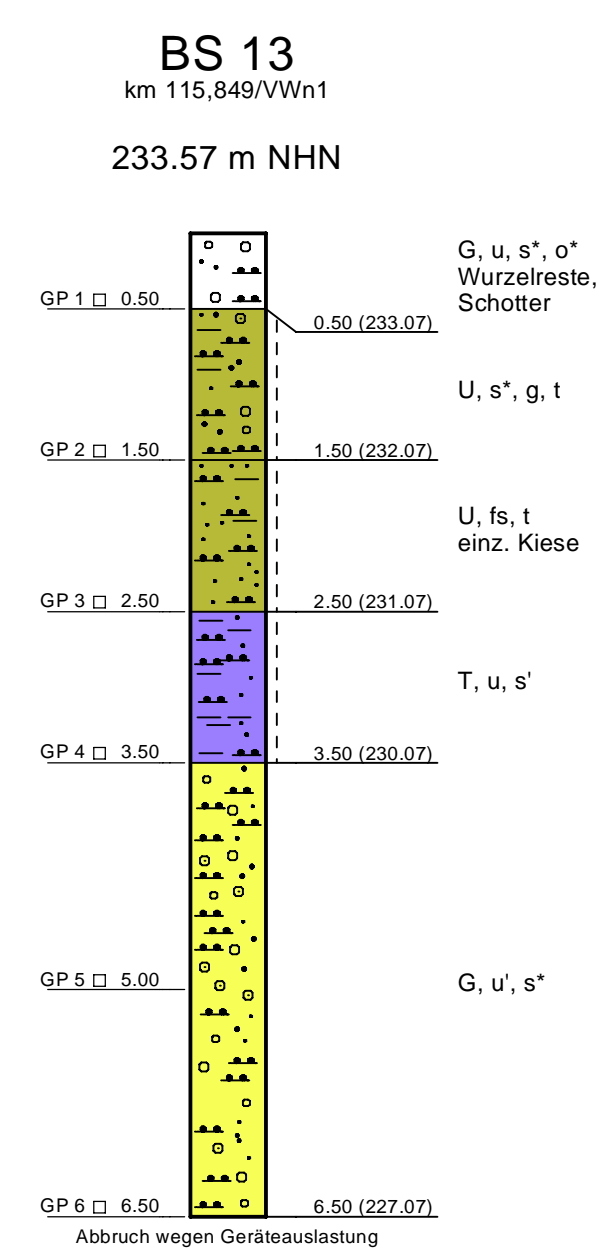 BS 13
km 115,849/VWn1
233.57 m NHN
G, u, s*, o*
Wurzelreste,
Schotter
GP 1 □ 0.50
0.50 (233.07)
U, s*, g, t
GP 2 □ 1.50
1.50 (232.07)
U, fs, t
einz. Kiese
GP 3 □ 2.50
2.50 (231.07)
T, u, s'
GP 4 □ 3.50
3.50 (230.07)
GP 5 □ 5.00
G, u', s*
GP 6 □ 6.50
6.50 (227.07)
Abbruch wegen Geräteauslastung